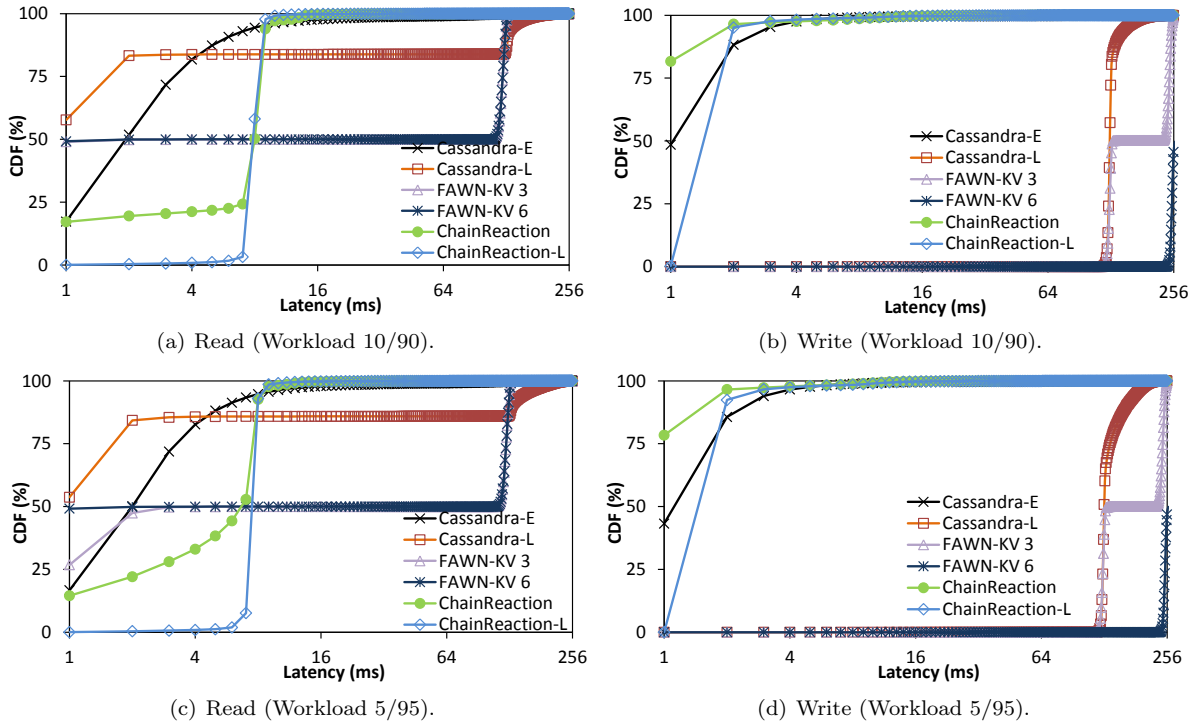 100
75
50
25
0
CDF (%)
Cassandra-E
Cassandra-L
FAWN-KV 3
FAWN-KV 6
ChainReaction
ChainReaction-L
1 4 16 64 256
Latency (ms)
(a) Read (Workload 10/90).
100
75
50
25
0
CDF (%)
Cassandra-E
Cassandra-L
FAWN-KV 3
FAWN-KV 6
ChainReaction
ChainReaction-L
1 4 16 64 256
Latency (ms)
(b) Write (Workload 10/90).
100
75
50
25
0
CDF (%)
Cassandra-E
Cassandra-L
FAWN-KV 3
FAWN-KV 6
ChainReaction
ChainReaction-L
1 4 16 64 256
Latency (ms)
(c) Read (Workload 5/95).
100
75
50
25
0
CDF (%)
Cassandra-E
Cassandra-L
FAWN-KV 3
FAWN-KV 6
ChainReaction
ChainReaction-L
1 4 16 64 256
Latency (ms)
(d) Write (Workload 5/95).